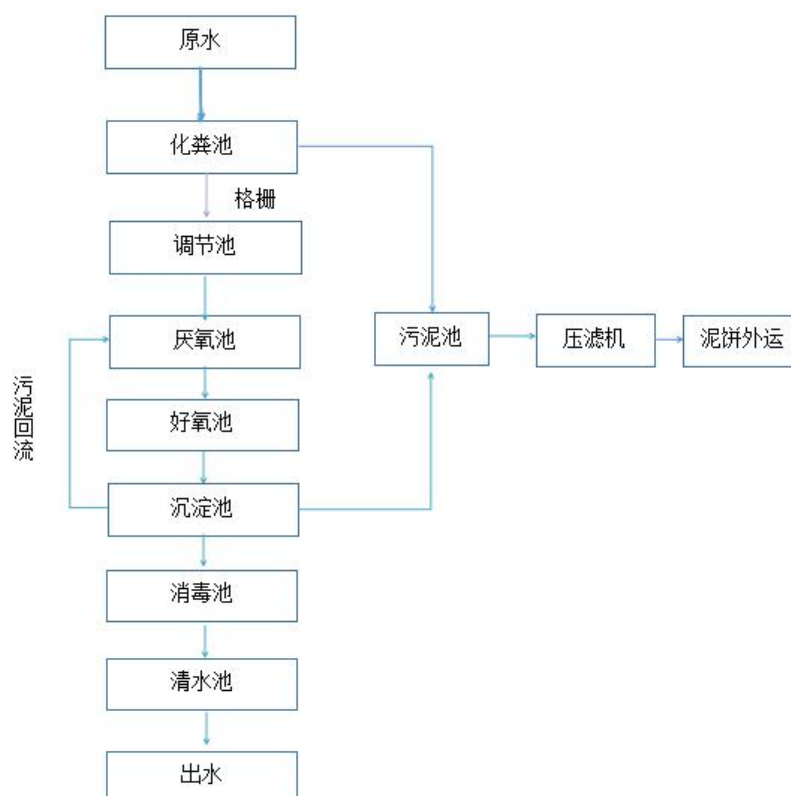 原水
化粪池
格栅
调节池
厌氧池
污泥池
压滤机
泥饼外运
污泥回流
好氧池
沉淀池
消毒池
清水池
出水